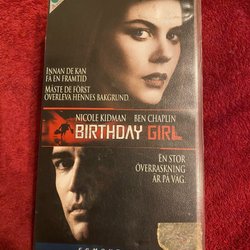 INNAN DE KAN
FÅ EN FRAMTID
MÅSTE DE FÖRST
ÖVERLEVA HENNES BAKGRUND.
NICOLE KIDMAN BEN CHAPLIN
BIRTHDAY GIRL
EN STOR
ÖVERRASKNING
ÄR PÅ VÄG.
EGMONT